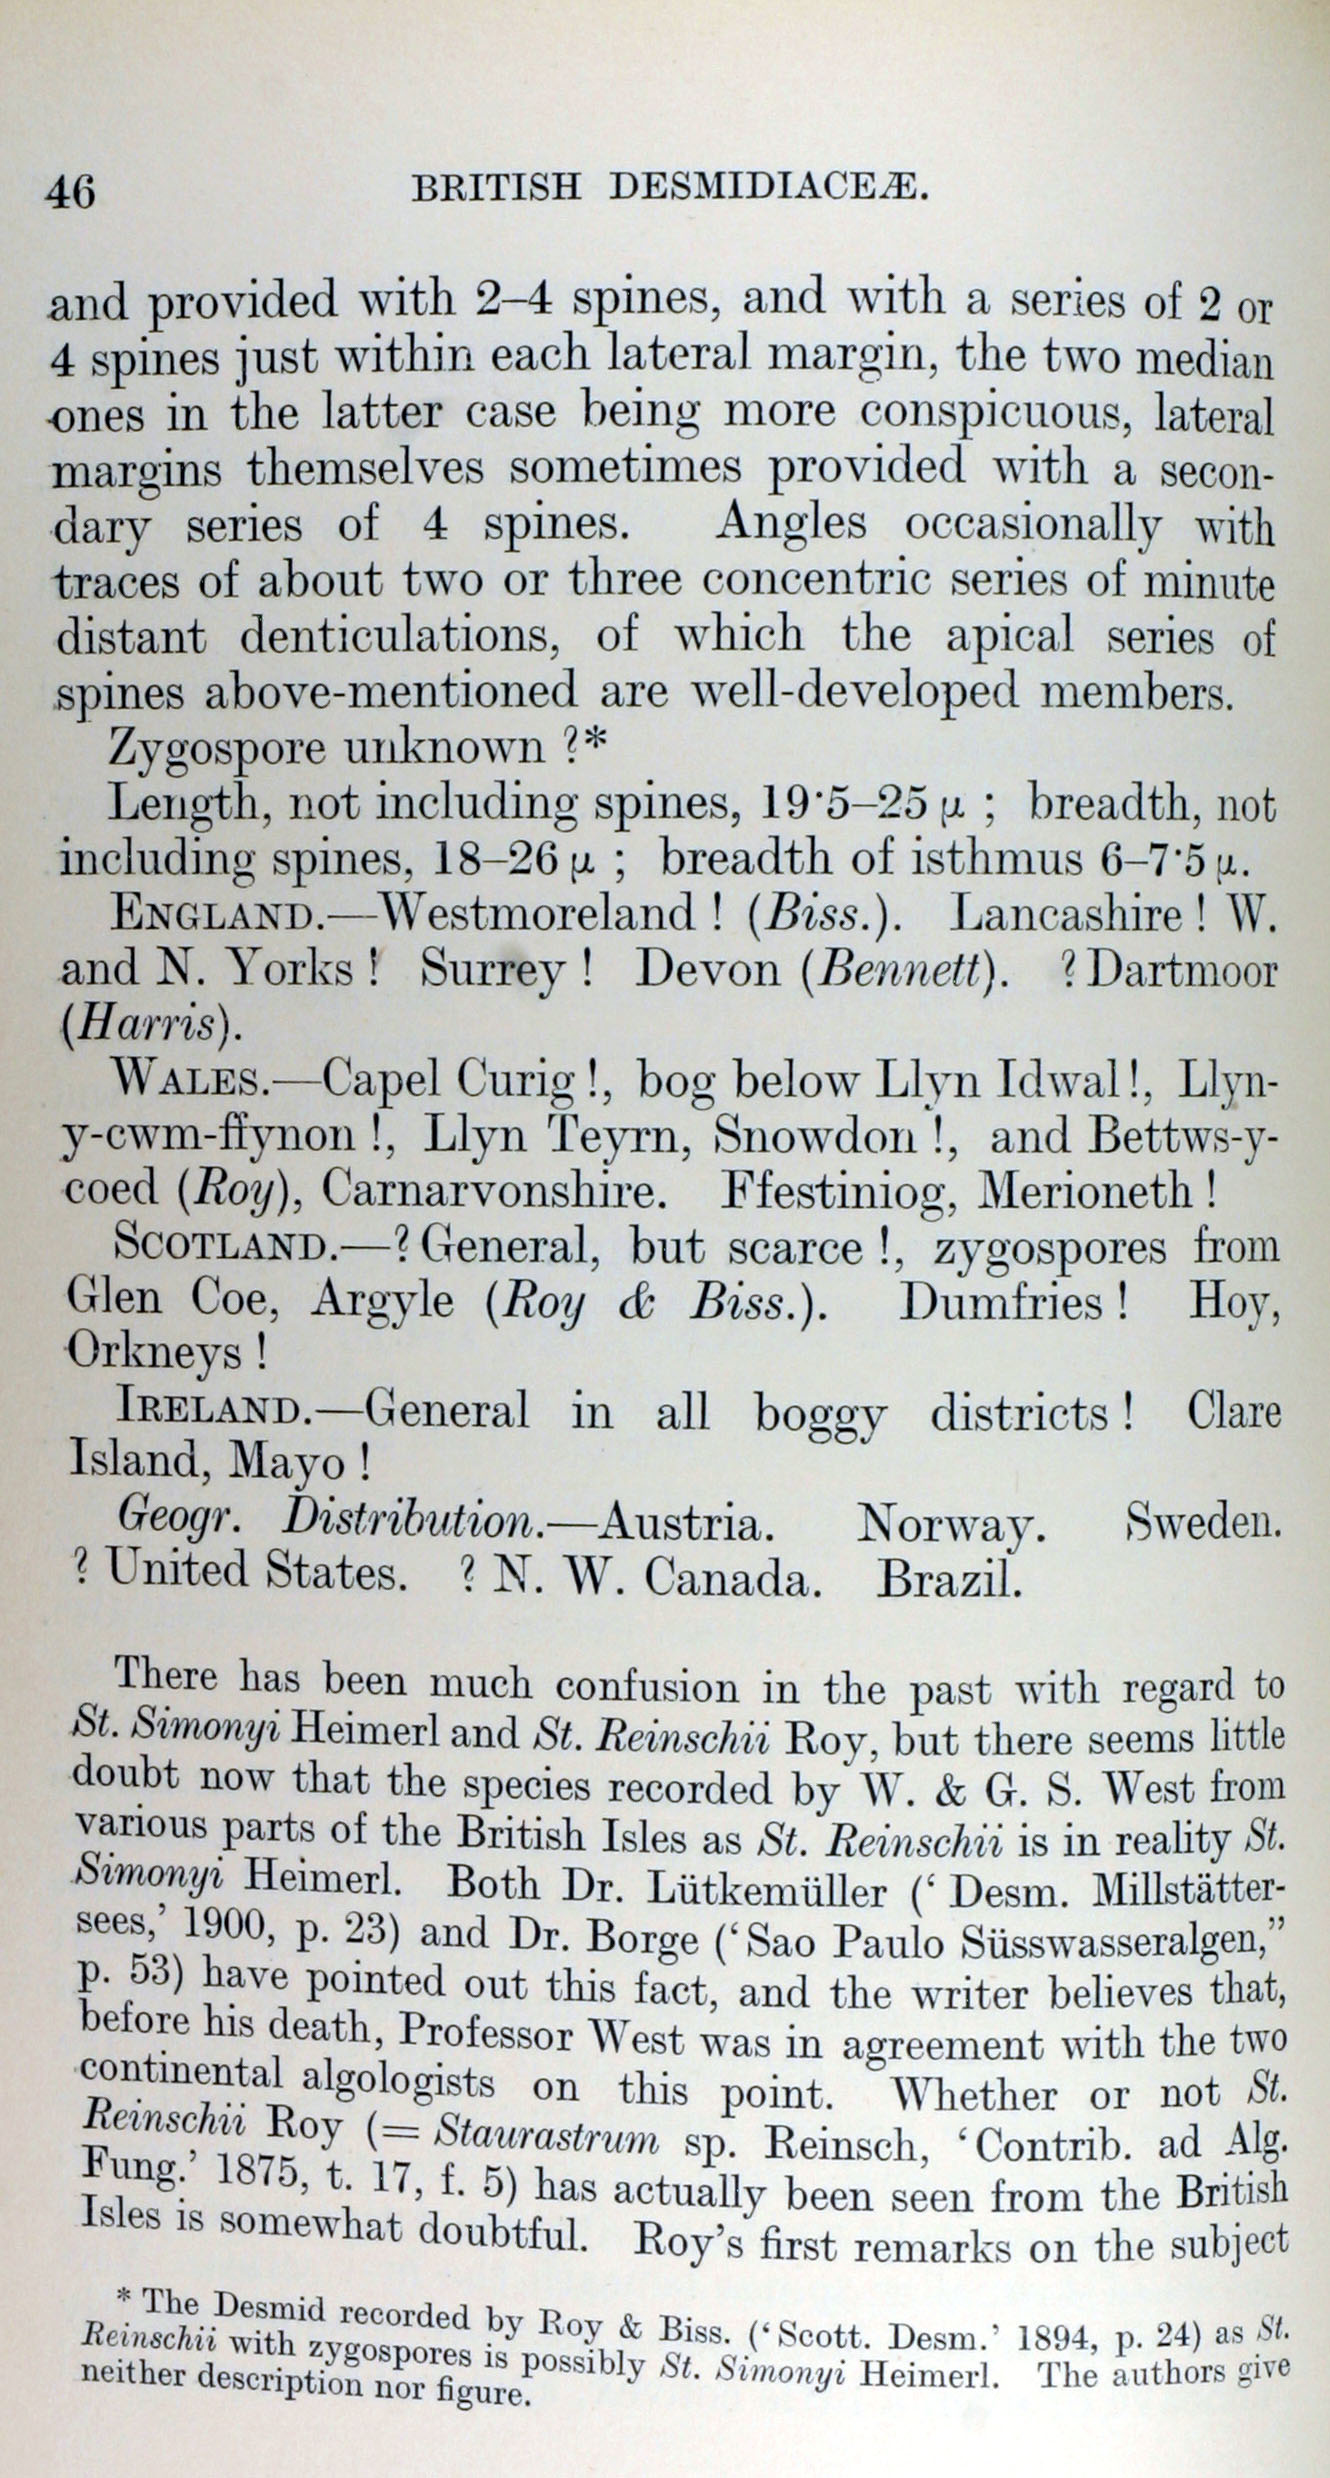 46
BRITISH DESMIDIACEÆ.
and provided with 2–4 spines, and with a series of 2 or
4 spines just within each lateral margin, the two median
ones in the latter case being more conspicuous, lateral
margins themselves sometimes provided with a secon-
dary series of 4 spines. Angles occasionally with
traces of about two or three concentric series of minute
distant denticulations, of which the apical series of
spines above-mentioned are well-developed members.
Zygospore unknown ?*
Length, not including spines, 19·5–25 μ ; breadth, not
including spines, 18–26 μ ; breadth of isthmus 6–7·5 μ.
ENGLAND.—Westmoreland ! (Biss.). Lancashire ! W.
and N. Yorks ! Surrey ! Devon (Bennett). ? Dartmoor
(Harris).
WALES.—Capel Curig !, bog below Llyn Idwal !, Llyn-
y-cwm-ffynon !, Llyn Teyrn, Snowdon !, and Bettws-y-
coed (Roy), Carnarvonshire. Ffestiniog, Merioneth !
SCOTLAND.—? General, but scarce !, zygospores from
Glen Coe, Argyle (Roy & Biss.). Dumfries ! Hoy,
Orkneys !
IRELAND.—General in all boggy districts ! Clare
Island, Mayo !
Geogr. Distribution.—Austria. Norway. Sweden.
? United States. ? N. W. Canada. Brazil.
There has been much confusion in the past with regard to
St. Simonyi Heimerl and St. Reinschii Roy, but there seems little
doubt now that the species recorded by W. & G. S. West from
various parts of the British Isles as St. Reinschii is in reality St.
Simonyi Heimerl. Both Dr. Lütkemüller (‘ Desm. Millstätter-
sees,’ 1900, p. 23) and Dr. Borge (‘Sao Paulo Süsswasseralgen,”
p. 53) have pointed out this fact, and the writer believes that,
before his death, Professor West was in agreement with the two
continental algologists on this point. Whether or not St.
Reinschii Roy (= Staurastrum sp. Reinsch, ‘Contrib. ad Alg.
Fung.’ 1875, t. 17, f. 5) has actually been seen from the British
Isles is somewhat doubtful. Roy’s first remarks on the subject
* The Desmid recorded by Roy & Biss. (‘Scott. Desm.’ 1894, p. 24) as St.
Reinschii with zygospores is possibly St. Simonyi Heimerl. The authors give
neither description nor figure.